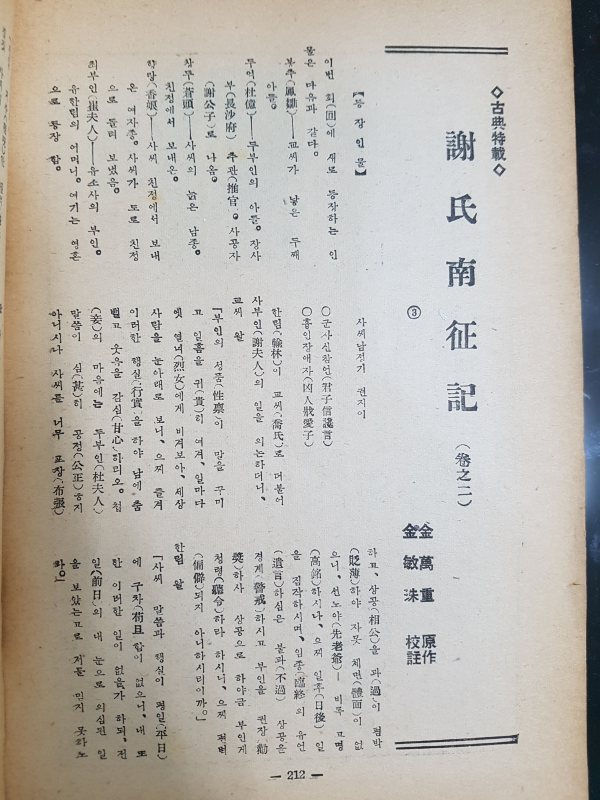 ◇古典特載◇
謝氏南征記 (卷之二)
③
金萬重 原作
金敏洙 校註
【등장인물】
이번 회(回)에 새로 등장하는 인
물은 다음과 같다。
봉추(鳳雛)——교씨가 낳은 두째
아들。
두억(杜億)——두부인의 아들。장사
부(長沙府) 추관(推官)。사공자
(謝公子)로 나옴。
창두(蒼頭)——사씨의 늙은 남종。
친정에서 보내온。
향랑(香娘)——사씨 친정에서 보내
온 여자종。사씨가 도로 친정
으로 돌려 보냈음。
최부인(崔夫人)——유소사의 부인。
유한림의 어머니。여기는 영혼
으로 등장 함。
사씨남정기 권지이
○군사신참언(君子信讒言)
○흉인장애자(凶人戕愛子)
한림(翰林)이 교씨(喬氏)로 더불어
사부인(謝夫人)의 일을 의논하더니,
교씨 왈
「부인의 성품(性稟)이 말을 꾸미
고 일홈을 귀(貴)히 여겨, 일마다
옛 열녀(烈女)에게 비겨보아, 세상
사람을 눈아래로 보니, 으찌 즐겨
이러한 행실(行實)을 하야 남에 춤
뱉고 웃음을 감심(甘心)하리오。첩
(妾)의 마음에는 두부인(杜夫人)
말씀이 심(甚)히 공정(公正)ㅎ지
아니시다 사씨를 너무 포장(布張)
하고, 상공(相公)을 과(過)이 폄박
(貶薄)하야 자못 체면(體面)이 없
으니, 선노야(先老爺)ㅣ 비록 고명
(高銘)하시나, 으찌 일후(日後) 일
을 짐작하시며, 임종(臨終)의 유언
(遺言)하심은 불과(不過) 상공은
경계(警戒)하시고 부인을 권장(勸
奬)하사 상공으로 하야금 부인게
청령(聽令)하라 하시니, 으찌 편벽
(偏僻)되지 아니하시리이까。」
한림 왈
「사씨 말씀과 행실이 평일(平日)
에 구차(苟且)함이 없으니, 내 또
한 이러한 일이 없을가 하되, 전
일(前日)의 내 눈으로 의심된 일
을 보았는고로 저를 믿지 못하노
라。」
— 212 —